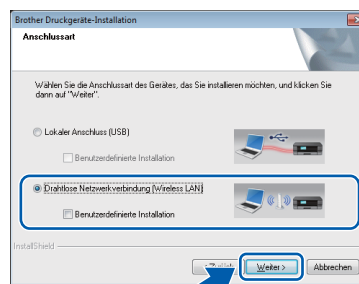 Brother Druckgeräte-Installation
Anschlussart
Wählen Sie die Anschlussart des Gerätes, das Sie installieren möchten, und klicken Sie
dann auf "Weiter".
Lokaler Anschluss (USB)
Benutzerdefinierte Installation
Drahtlose Netzwerkverbindung (Wireless LAN)
Benutzerdefinierte Installation
InstallShield
Weiter >
Abbrechen